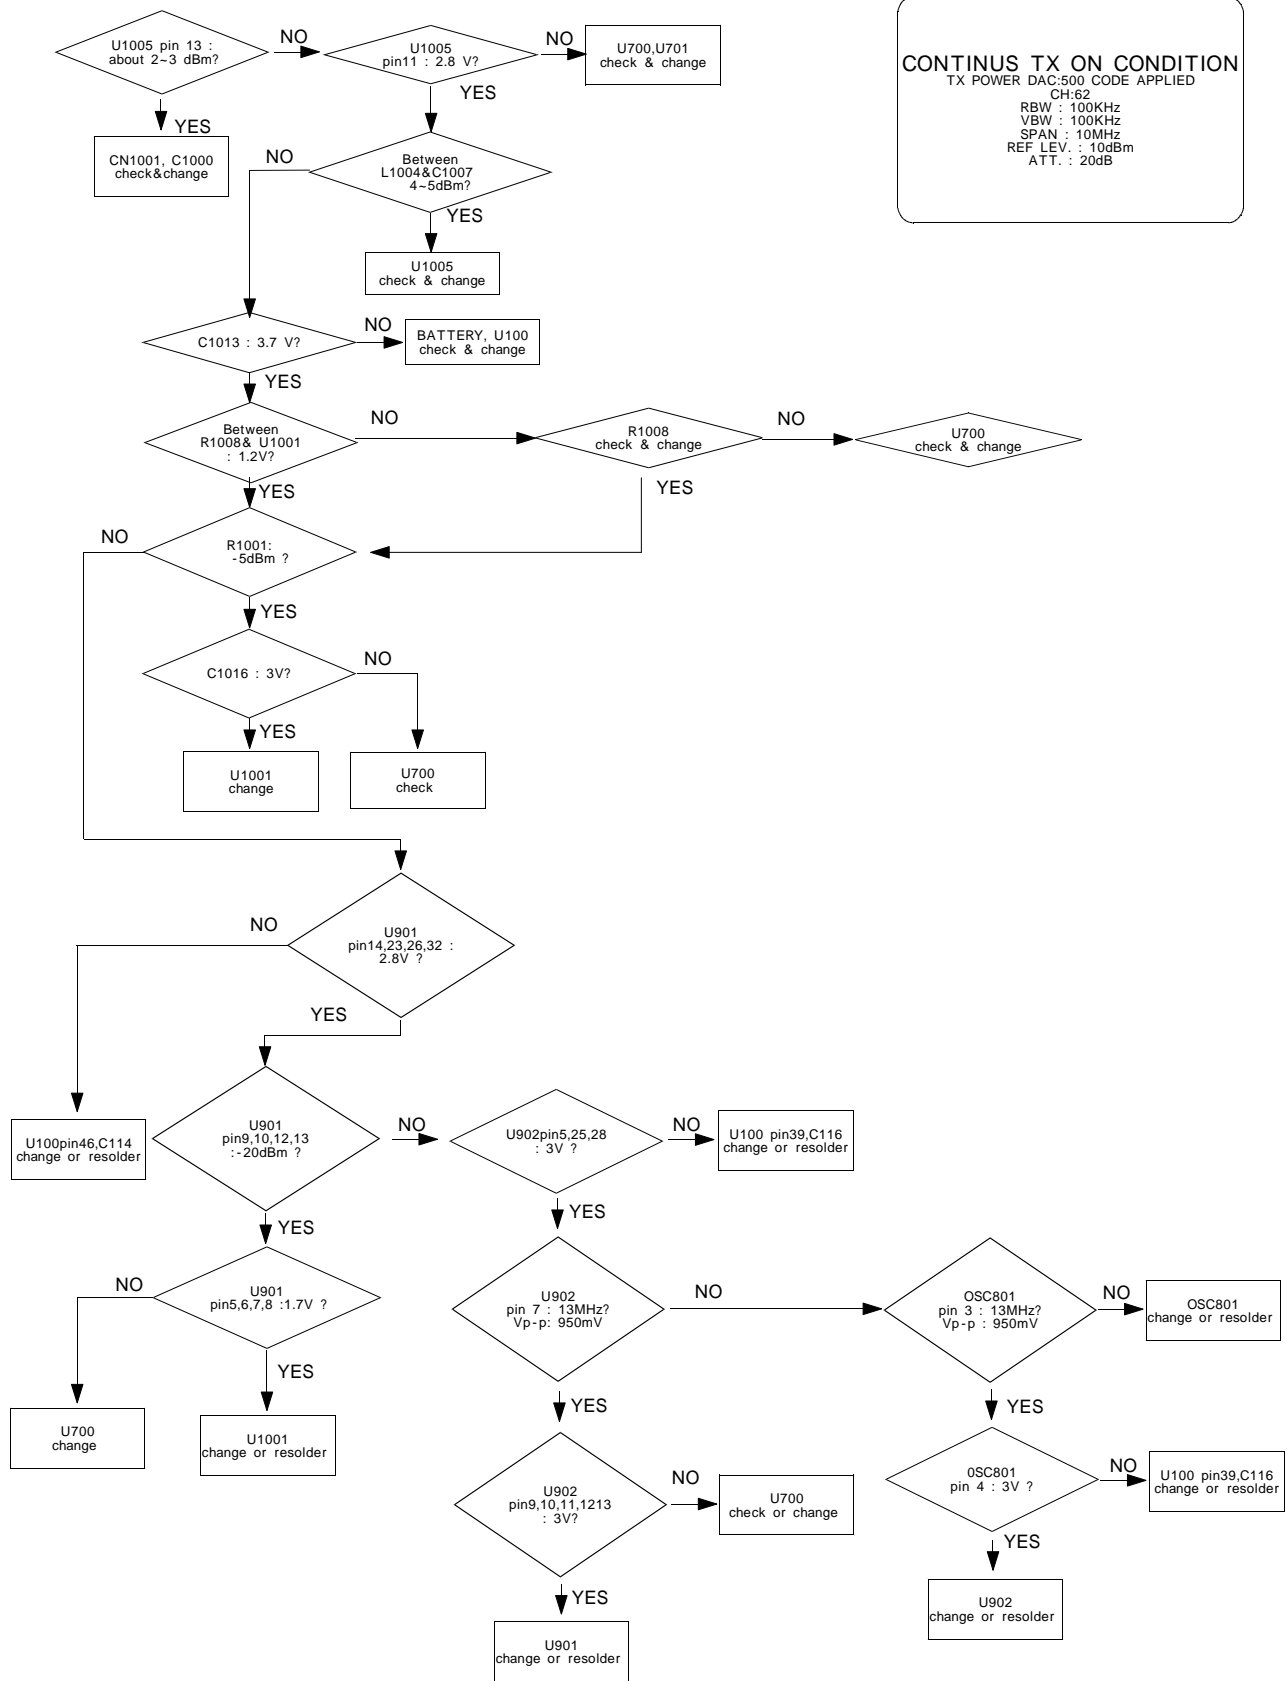 U1005 pin 13 :
about 2~3 dBm?
NO
U1005
pin11 : 2.8 V?
NO
U700,U701
check & change
CONTINUS TX ON CONDITION
TX POWER DAC:500 CODE APPLIED
CH:62
RBW : 100KHz
VBW : 100KHz
SPAN : 10MHz
REF LEV. : 10dBm
ATT. : 20dB
YES
CN1001, C1000
check&change
YES
NO
Between
L1004&C1007
4~5dBm?
YES
U1005
check & change
C1013 : 3.7 V?
NO
BATTERY, U100
check & change
YES
Between
R1008& U1001
: 1.2V?
NO
R1008
check & change
NO
U700
check & change
YES
YES
NO
R1001:
-5dBm ?
YES
C1016 : 3V?
NO
YES
U1001
change
U700
check
NO
U901
pin14,23,26,32 :
2.8V ?
YES
U100pin46,C114
change or resolder
U901
pin9,10,12,13
:-20dBm ?
NO
U902pin5,25,28
: 3V ?
NO
U100 pin39,C116
change or resolder
YES
YES
NO
U901
pin5,6,7,8 :1.7V ?
U902
pin 7 : 13MHz?
Vp-p: 950mV
NO
OSC801
pin 3 : 13MHz?
Vp-p : 950mV
NO
OSC801
change or resolder
YES
YES
YES
U700
change
U1001
change or resolder
U902
pin9,10,11,1213
: 3V?
NO
U700
check or change
0SC801
pin 4 : 3V ?
NO
U100 pin39,C116
change or resolder
YES
YES
U901
change or resolder
U902
change or resolder